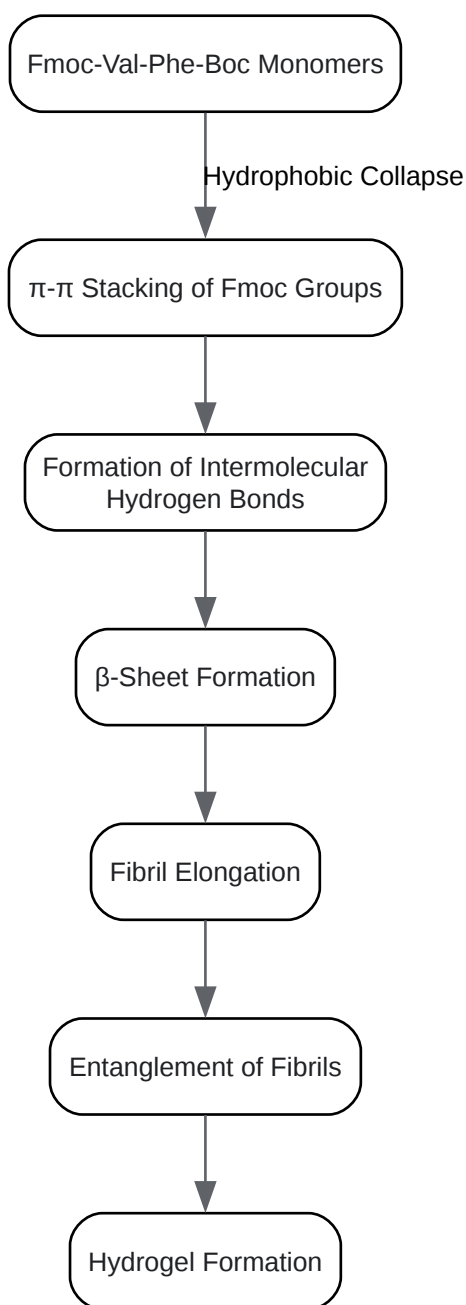 Fmoc-Val-Phe-Boc Monomers
Hydrophobic Collapse
π-π Stacking of Fmoc Groups
Formation of Intermolecular
Hydrogen Bonds
β-Sheet Formation
Fibril Elongation
Entanglement of Fibrils
Hydrogel Formation